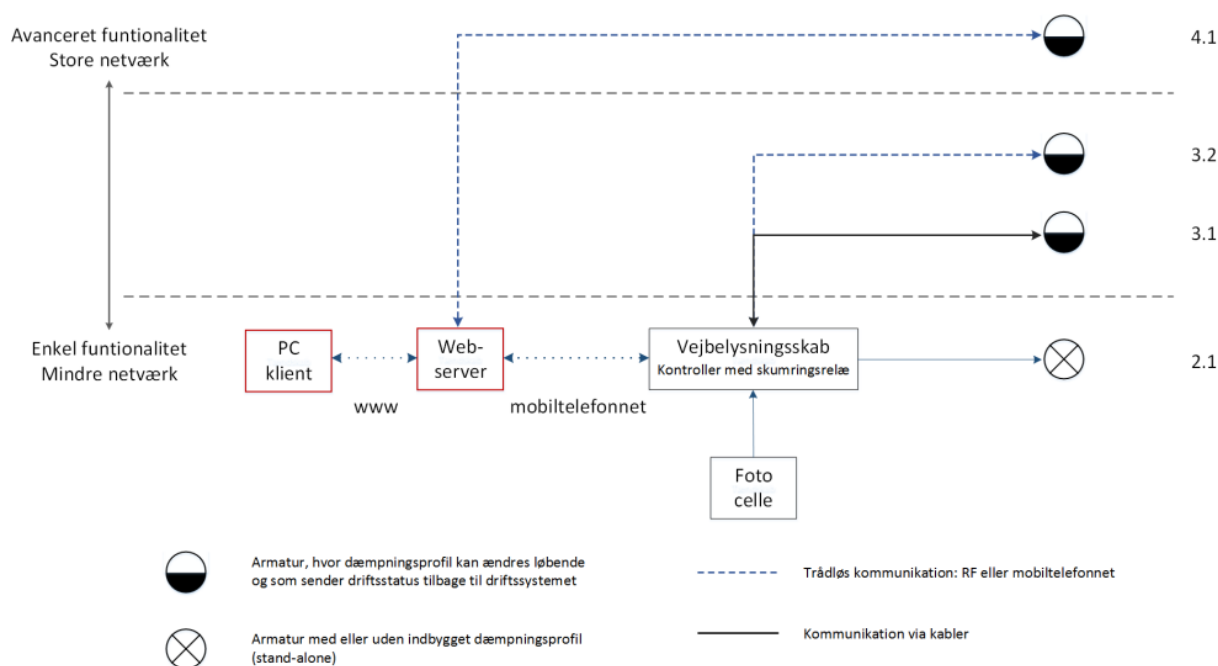 Avanceret funtionalitet
Store netværk
4.1
3.2
3.1
Enkel funtionalitet
Mindre netværk
PC
klient
Web-
server
Vejbelysningsskab
Kontroller med skumringsrelæ
2.1
www
mobiltelefonnet
Foto
celle
Armatur, hvor dæmpningsprofil kan ændres løbende
og som sender driftsstatus tilbage til driftssystemet
Trådløs kommunikation: RF eller mobiltelefonnet
Armatur med eller uden indbygget dæmpningsprofil
(stand-alone)
Kommunikation via kabler